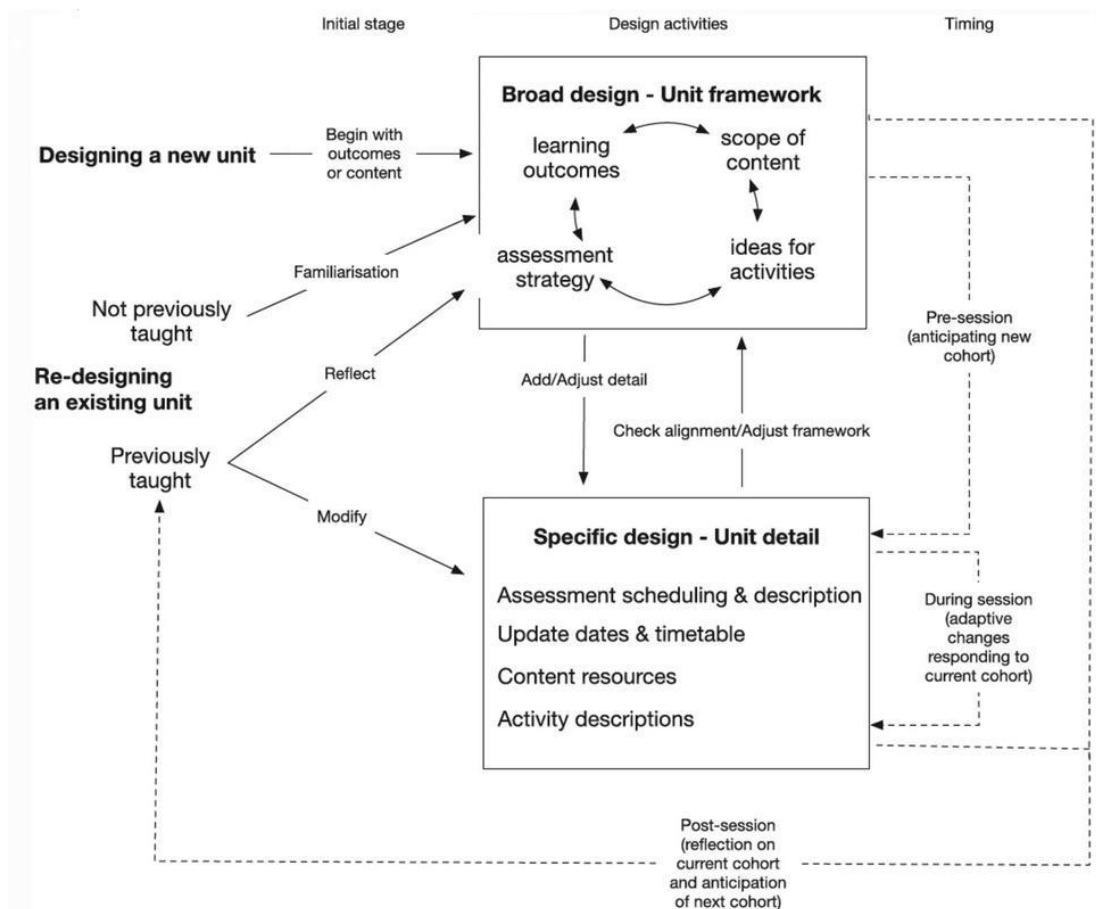 Initial stage
Design activities
Timing
Broad design - Unit framework
Designing a new unit
Begin with
outcomes
or content
learning
outcomes
scope of
content
assessment
strategy
ideas for
activities
Familiarisation
Not previously
taught
Re-designing
an existing unit
Reflect
Previously
taught
Modify
Add/Adjust detail
Check alignment/Adjust framework
Pre-session
(anticipating new
cohort)
Specific design - Unit detail
Assessment scheduling & description
Update dates & timetable
Content resources
Activity descriptions
During session
(adaptive
changes
responding to
current cohort)
Post-session
(reflection on
current cohort
and anticipation
of next cohort)